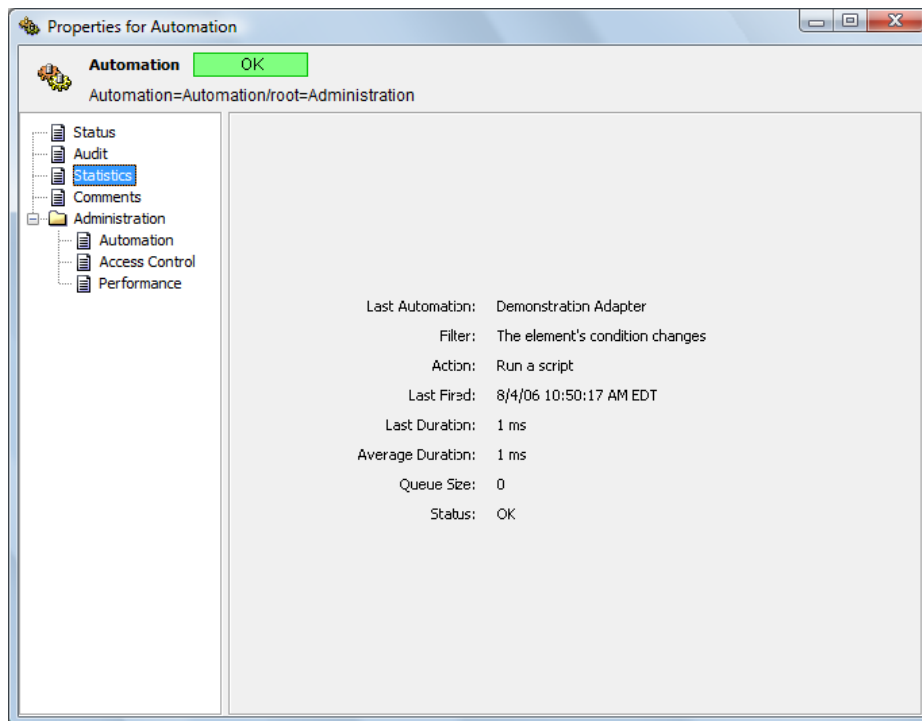 Properties for Automation
Automation OK
Automation=Automation/root=Administration
Status
Audit
Statistics
Comments
Administration
Automation
Access Control
Performance
Last Automation: Demonstration Adapter
Filter: The element's condition changes
Action: Run a script
Last Fired: 8/4/06 10:50:17 AM EDT
Last Duration: 1 ms
Average Duration: 1 ms
Queue Size: 0
Status: OK